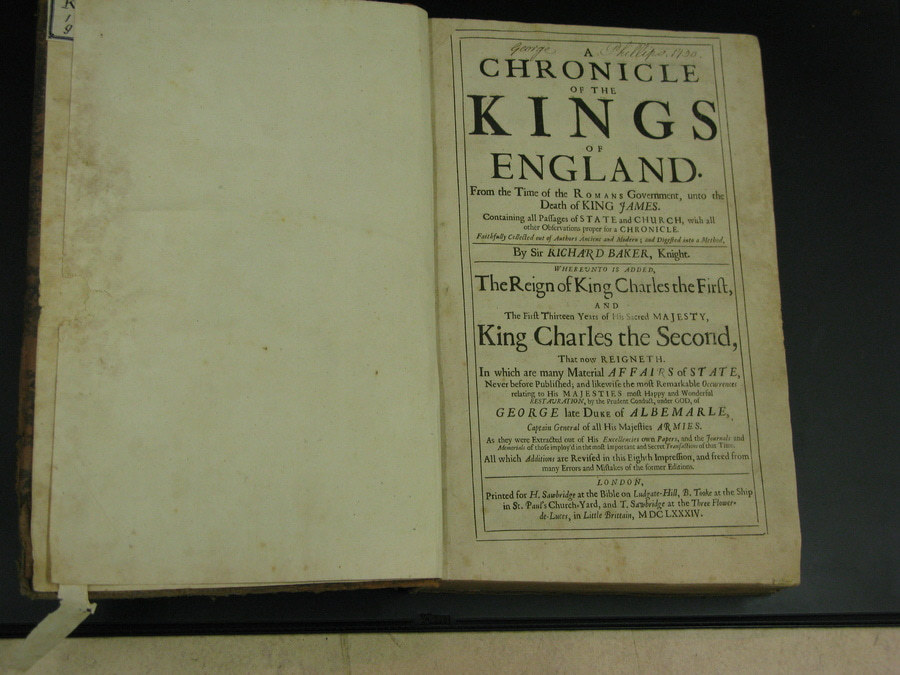 R
1
9
George Phillips. 1730.
A
CHRONICLE
OF THE
KINGS
OF
ENGLAND.
From the Time of the ROMANS Government, unto the
Death of KING JAMES.
Containing all Paſſages of STATE and CHURCH, with all
other Obſervations proper for a CHRONICLE.
Faithfully Collected out of Authors Ancient and Modern; and Digeſted into a Method,
By Sir RICHARD BAKER, Knight.
WHEREUNTO IS ADDED,
The Reign of King Charles the Firſt,
AND
The Firſt Thirteen Years of His Sacred MAJESTY,
King Charles the Second,
That now REIGNETH.
In which are many Material AFFAIRS of STATE,
Never before Publiſhed; and likewiſe the moſt Remarkable Occurrences
relating to His MAJESTIES moſt Happy and Wonderful
RESTAURATION, by the Prudent Conduct, under GOD, of
GEORGE late DUKE of ALBEMARLE,
Captain General of all His Majeſties ARMIES.
As they were Extracted out of His Excellencies own Papers, and the Journals and
Memorials of thoſe imploy'd in the moſt Important and Secret Tranſactions of that Time.
All which Additions are Reviſed in this Eighth Impreſſion, and freed from
many Errors and Miſtakes of the former Editions.
LONDON,
Printed for H. Sawbridge at the Bible on Ludgate-Hill, B. Tooke at the Ship
in St. Paul's Church-Yard, and T. Sawbridge at the Three Flower-
de-Luces, in Little Brittain, MDCLXXXIV.